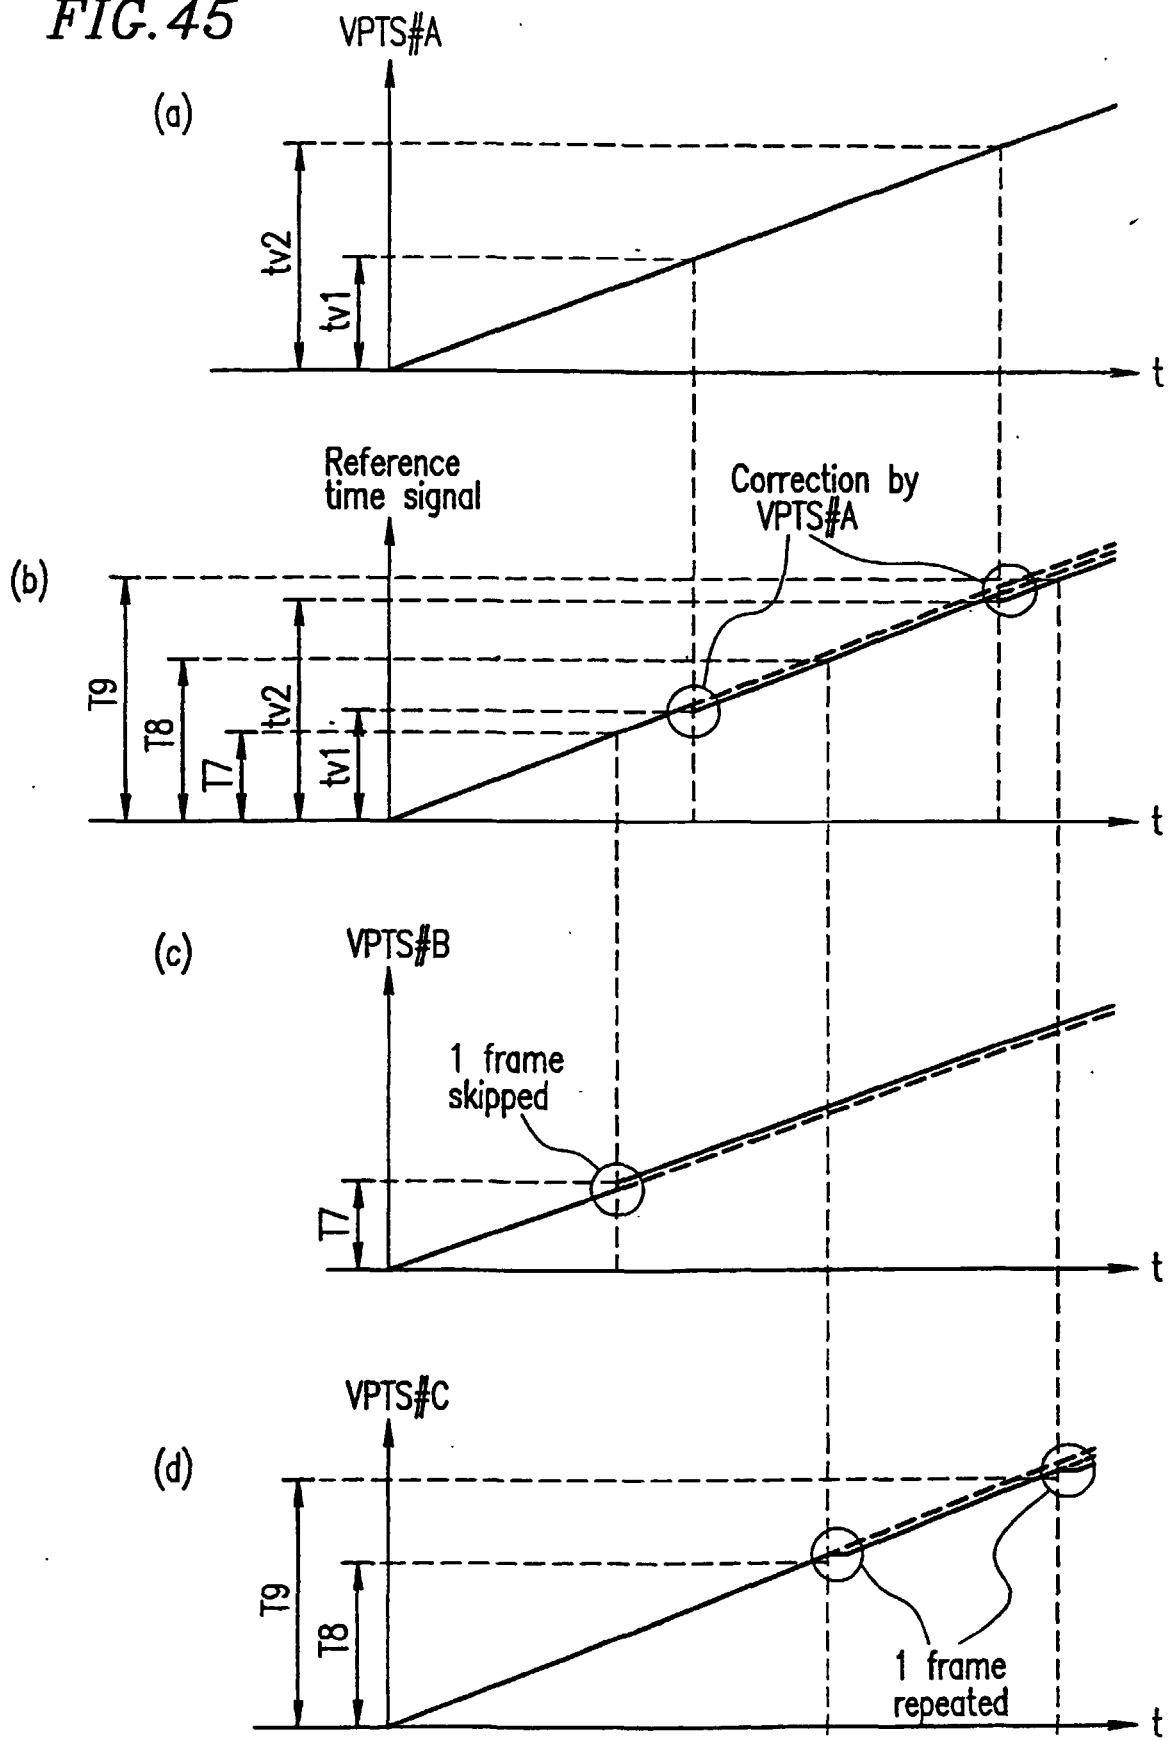 FIG. 45
VPTS#A
(a)
tv2
tv1
t
Reference
time signal
Correction by
VPTS#A
(b)
T9
T8
T7
tv2
tv1
t
(c)
VPTS#B
1 frame
skipped
T7
t
VPTS#C
(d)
T9
T8
1 frame
repeated
t